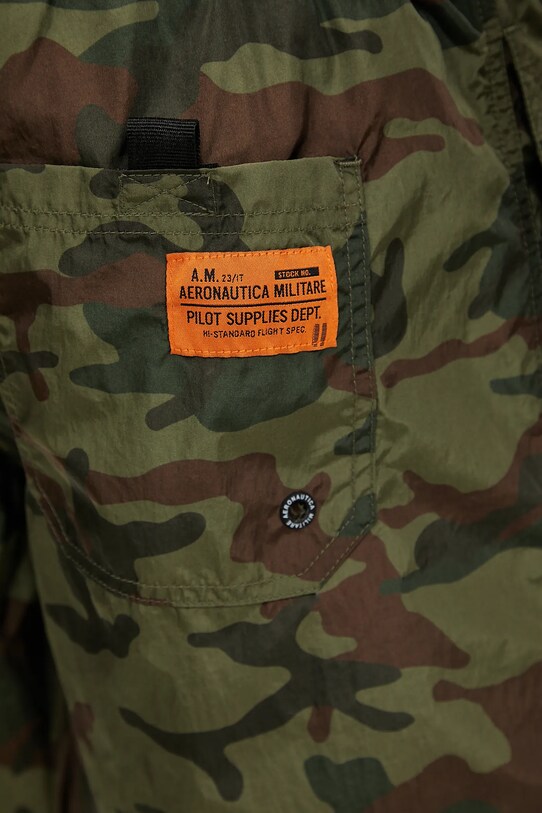 A.M. 23/IT STOCK NO.
AERONAUTICA MILITARE
PILOT SUPPLIES DEPT.
HI-STANDARD FLIGHT SPEC.
AERONAUTICA MILITARE